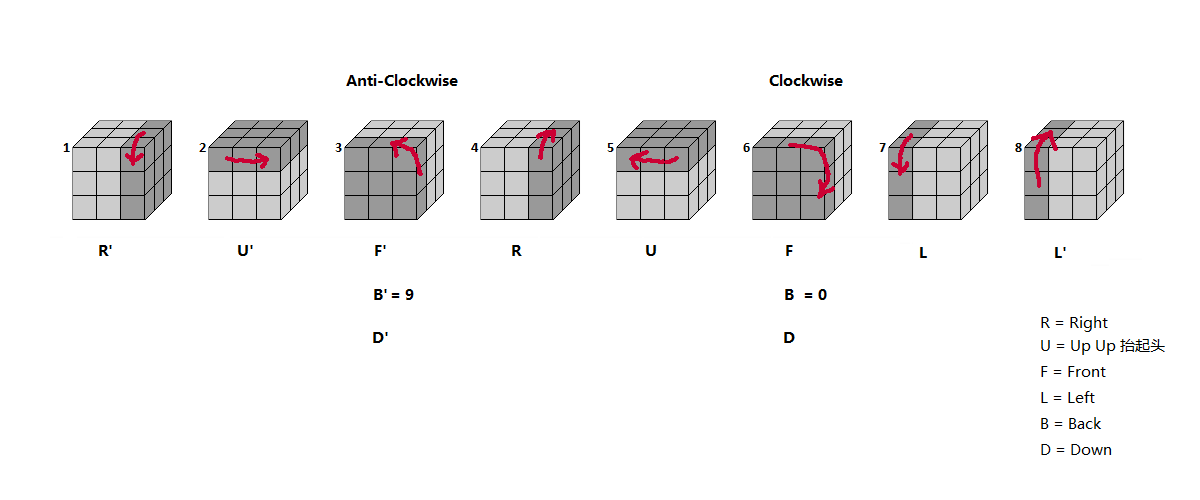 Anti-Clockwise Clockwise
1 2 3 4 5 6 7 8
R' U' F' R U F L L'
B' = 9 B = 0
D' D
R = Right
U = Up Up 抬起头
F = Front
L = Left
B = Back
D = Down